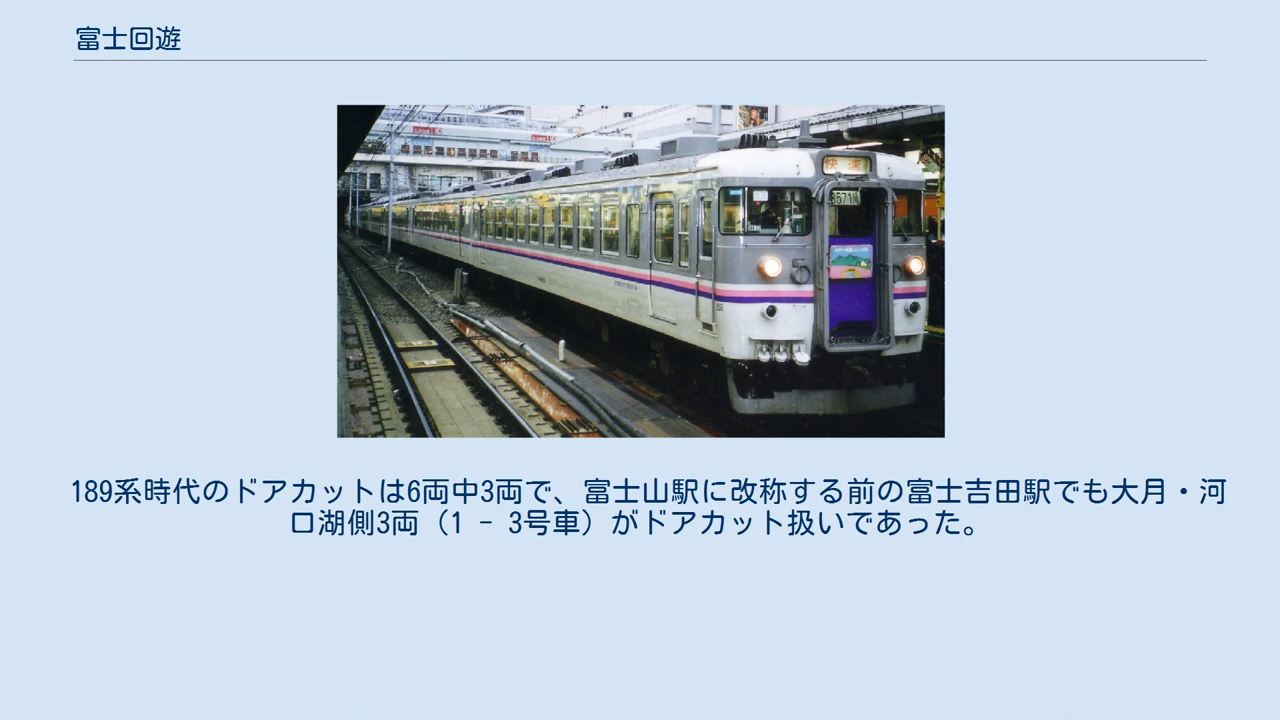 富士回遊
快速
3571M
189系時代のドアカットは6両中3両で、富士山駅に改称する前の富士吉田駅でも大月・河
口湖側3両（1 - 3号車）がドアカット扱いであった。